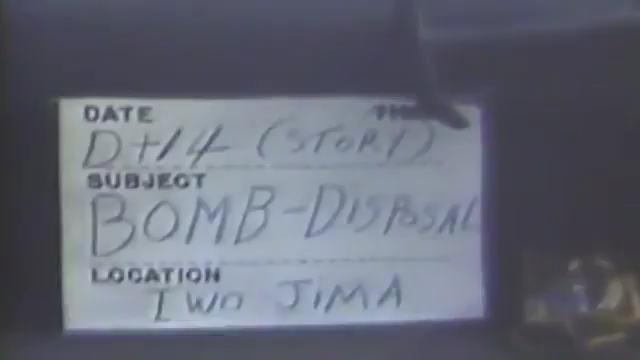 DATE
D+14 (STORY)
SUBJECT
BOMB-DISPOSAL
LOCATION
IWO JIMA